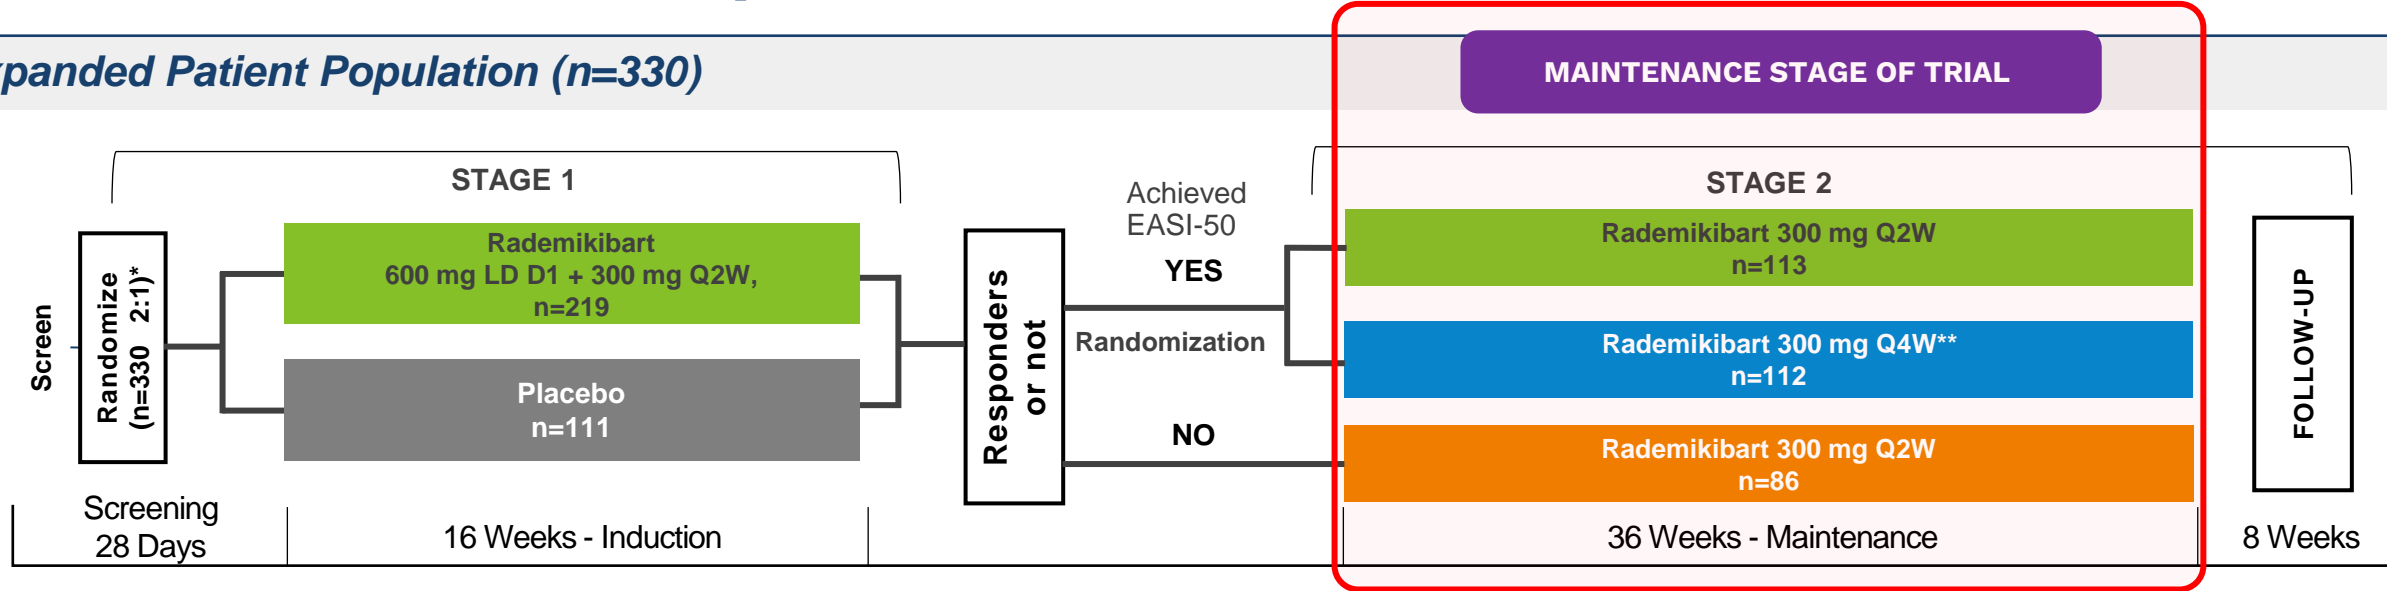 xpanded Patient Population (n=330)
MAINTENANCE STAGE OF TRIAL
STAGE 1
STAGE 2
Screen
Randomize
(n=330 2:1)*
Rademikibart
600 mg LD D1 + 300 mg Q2W,
n=219
Placebo
n=111
Responders
or not
Achieved
EASI-50
YES
Randomization
NO
Rademikibart 300 mg Q2W
n=113
Rademikibart 300 mg Q4W**
n=112
Rademikibart 300 mg Q2W
n=86
FOLLOW-UP
Screening
28 Days
16 Weeks - Induction
36 Weeks - Maintenance
8 Weeks